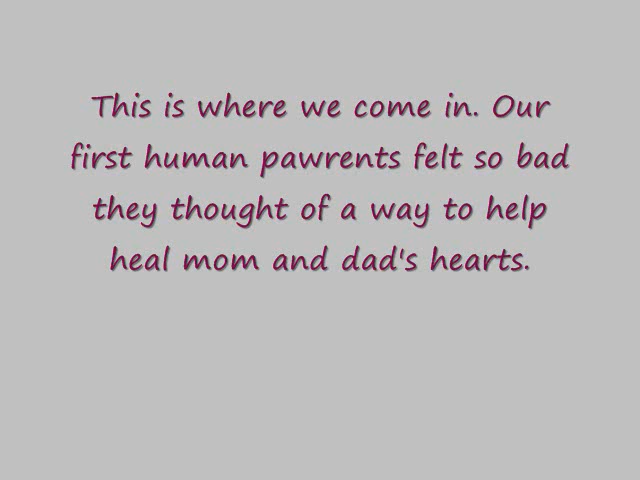 This is where we come in. Our
first human pawrents felt so bad
they thought of a way to help
heal mom and dad's hearts.